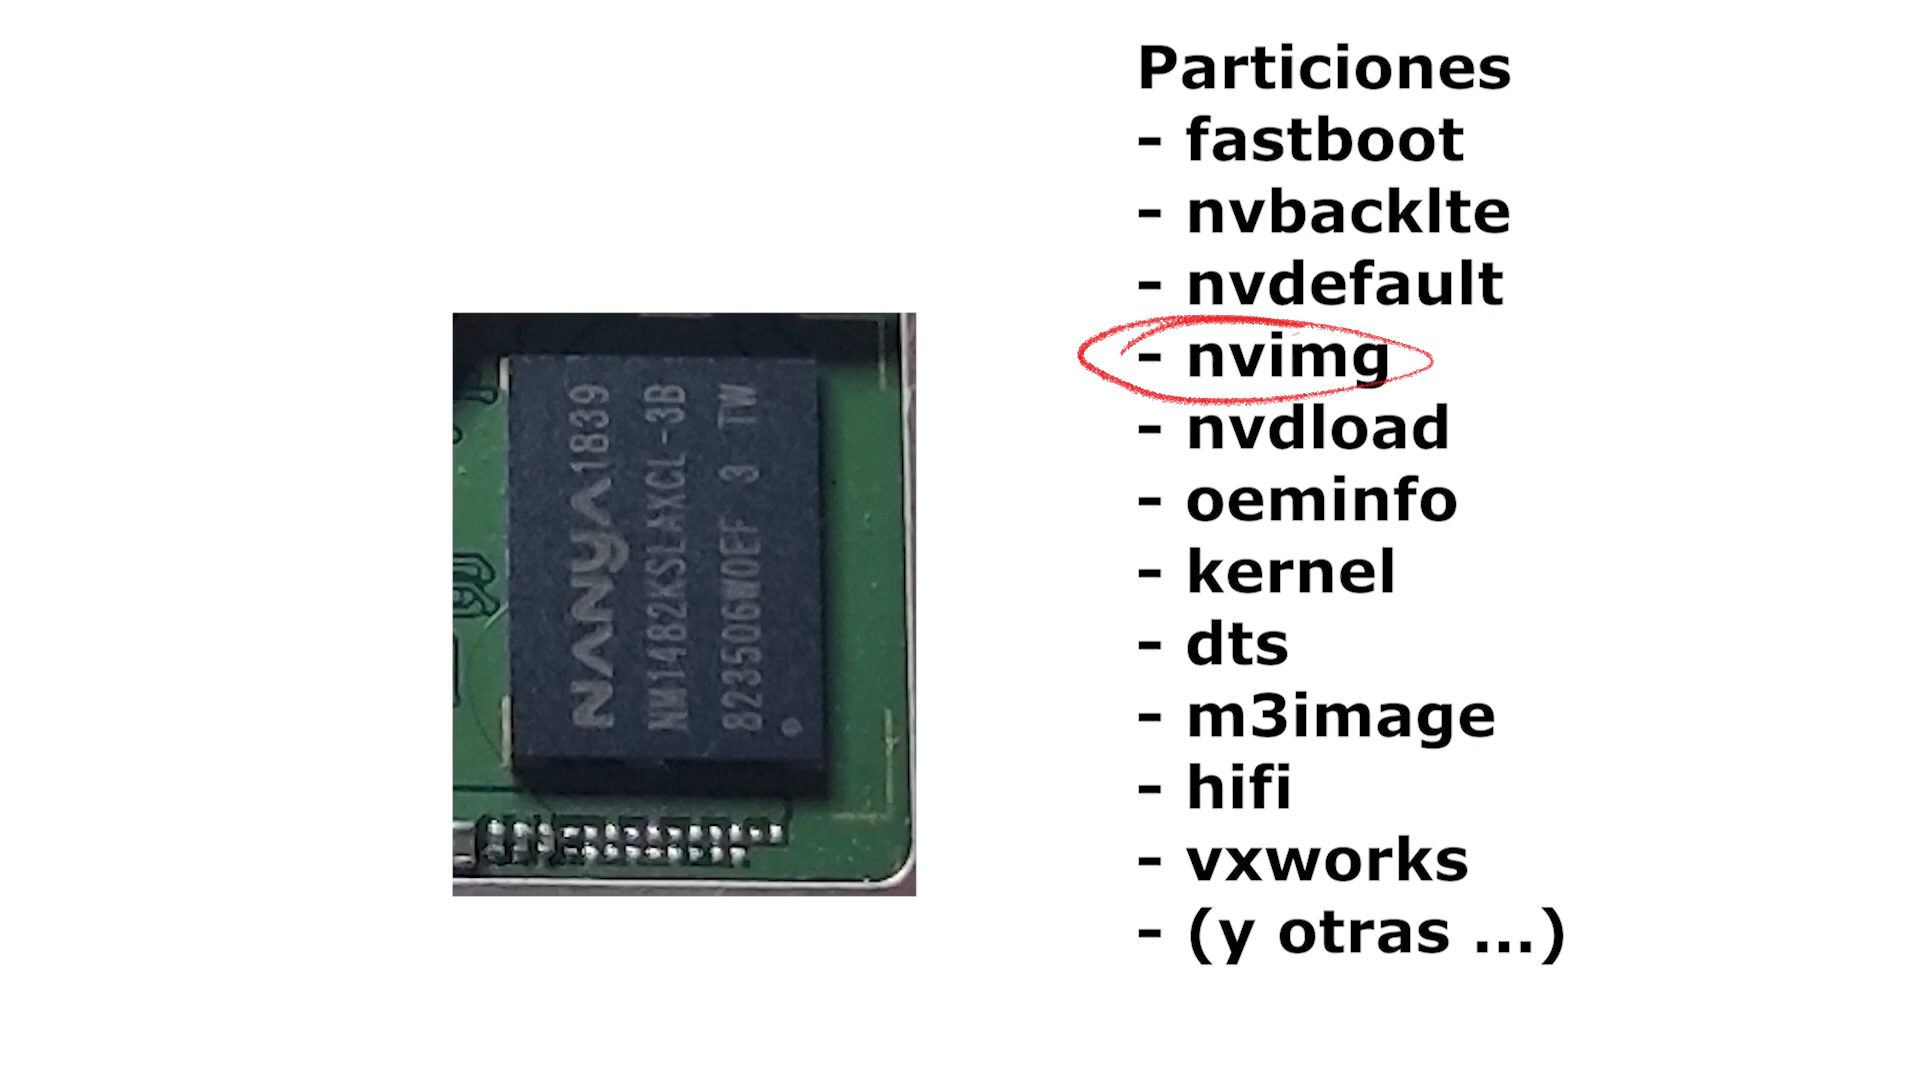 Particiones
- fastboot
- nvbacklte
- nvdefault
- nvimg
- nvdload
- oeminfo
- kernel
- dts
- m3image
- hifi
- vxworks
- (y otras ...)
NANYA 1839
NM1482KSLAXCL-3B
823506W0EF 3 TW